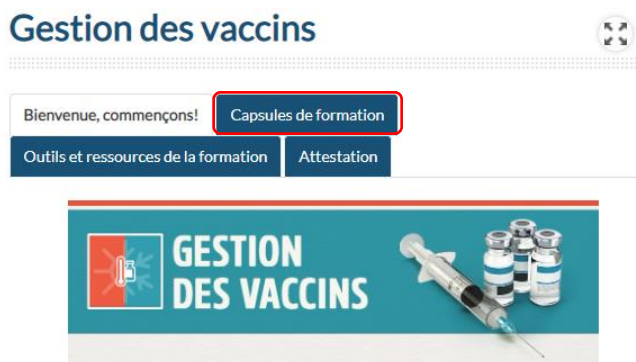 Gestion des vaccins
Bienvenue, commençons!
Capsules de formation
Outils et ressources de la formation
Attestation
GESTION
DES VACCINS